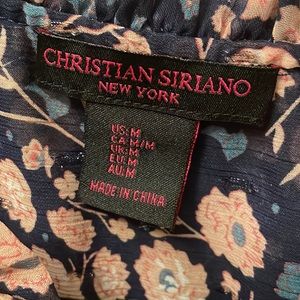 CHRISTIAN SIRIANO
NEW YORK
US:M
CA:M/M
UK:M
EU:M
AU:M
MADE IN CHINA